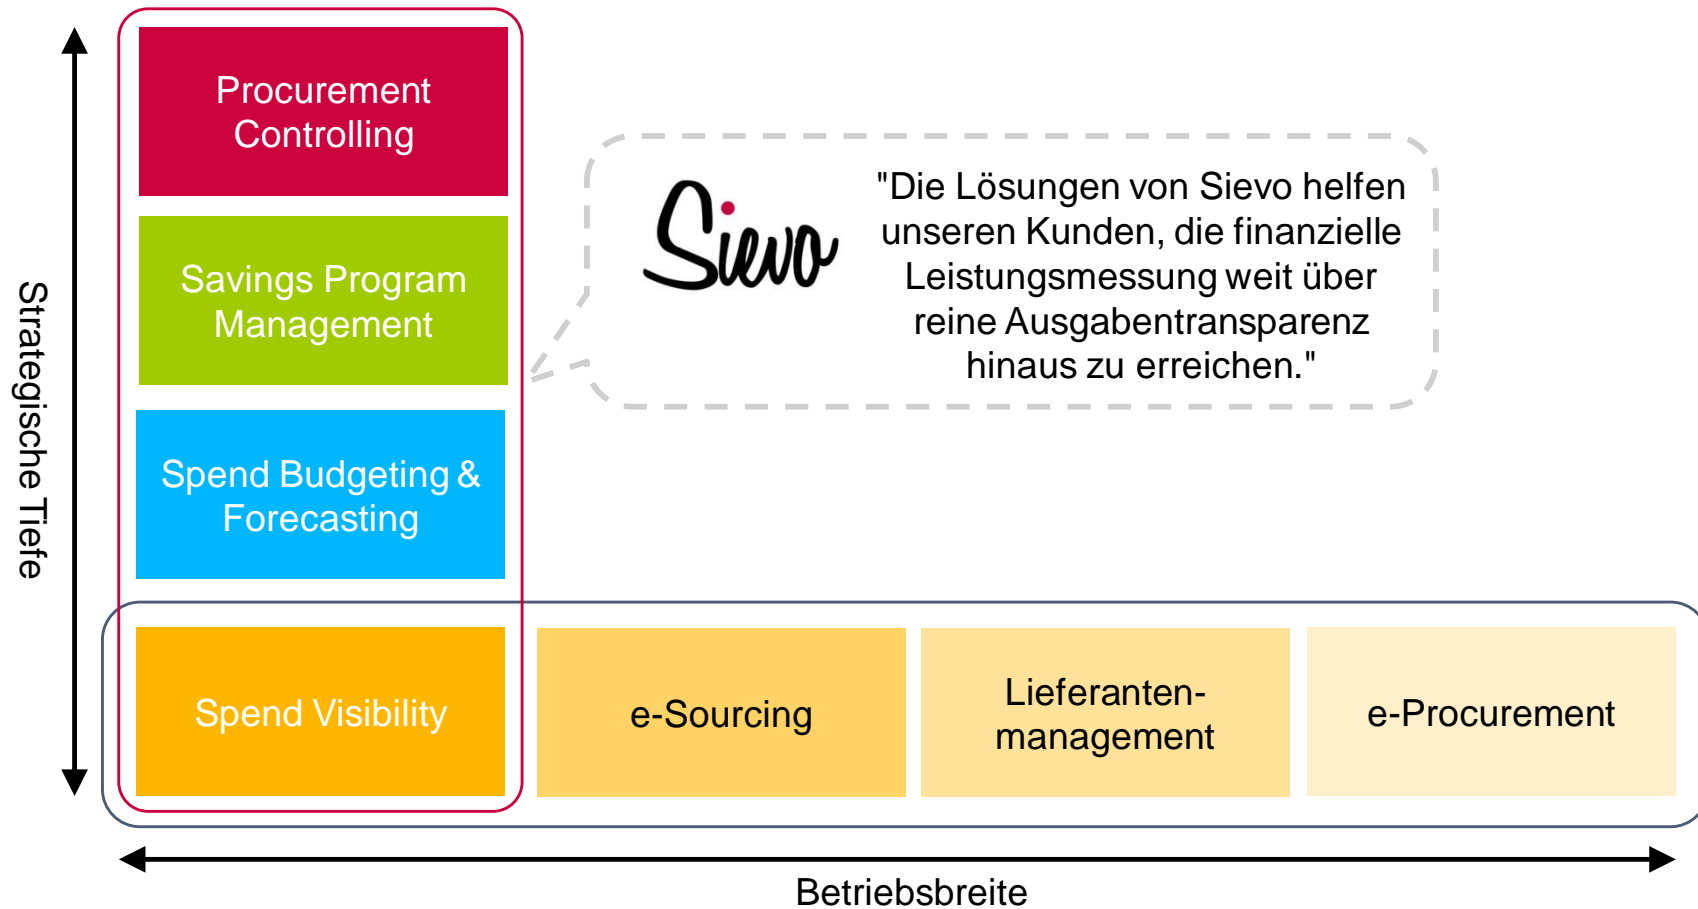 Procurement
Controlling
Savings Program
Management
Spend Budgeting &
Forecasting
Strategische Tiefe
Sievo
"Die Lösungen von Sievo helfen
unseren Kunden, die finanzielle
Leistungsmessung weit über
reine Ausgabentransparenz
hinaus zu erreichen."
Spend Visibility
e-Sourcing
Lieferanten-
management
e-Procurement
Betriebsbreite